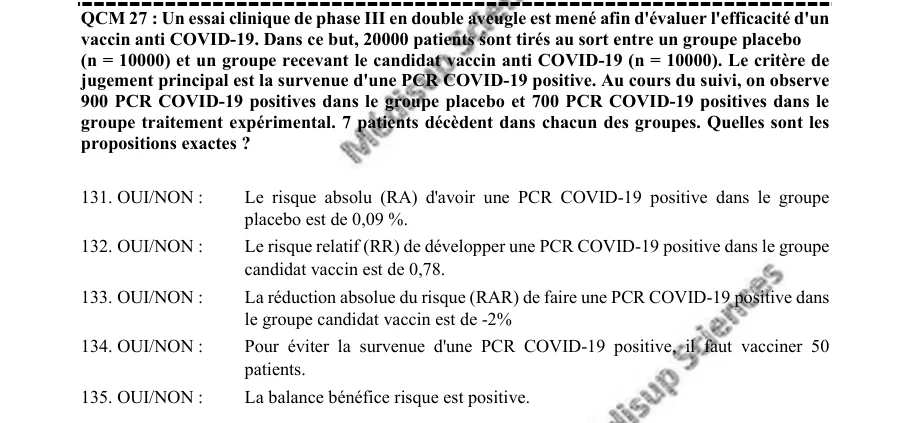 QCM 27 : Un essai clinique de phase III en double aveugle est mené afin d'évaluer l'efficacité d'un
vaccin anti COVID-19. Dans ce but, 20000 patients sont tirés au sort entre un groupe placebo
(n = 10000) et un groupe recevant le candidat vaccin anti COVID-19 (n = 10000). Le critère de
jugement principal est la survenue d'une PCR COVID-19 positive. Au cours du suivi, on observe
900 PCR COVID-19 positives dans le groupe placebo et 700 PCR COVID-19 positives dans le
groupe traitement expérimental. 7 patients décèdent dans chacun des groupes. Quelles sont les
propositions exactes ?
131. OUI/NON : Le risque absolu (RA) d'avoir une PCR COVID-19 positive dans le groupe
placebo est de 0,09 %.
132. OUI/NON : Le risque relatif (RR) de développer une PCR COVID-19 positive dans le groupe
candidat vaccin est de 0,78.
133. OUI/NON : La réduction absolue du risque (RAR) de faire une PCR COVID-19 positive dans
le groupe candidat vaccin est de -2%
134. OUI/NON : Pour éviter la survenue d'une PCR COVID-19 positive, il faut vacciner 50
patients.
135. OUI/NON : La balance bénéfice risque est positive.
Médisup Sciences
Médisup Sciences